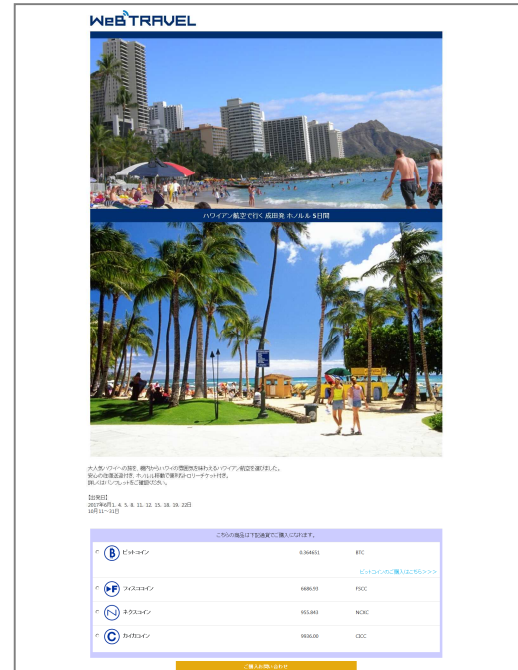 WeBTRAVEL
ハワイアン航空で行く 成田発 ホノルル 5日間
大人気ハワイへの旅を、機内からハワイの雰囲気を味わえるハワイアン航空を選びました。
安心の往復送迎付き、ホノルル移動で便利なトロリーチケット付き。
詳しくはパンフレットをご確認ください。
【出発日】
2017年6月1, 4, 5, 8, 11, 12, 15, 18, 19, 22日
10月11～31日
こちらの商品は下記通貨でご購入になれます。
ビットコイン 0.364651 BTC
ビットコインのご購入はこちら>>>
フィスココイン 6686.93 FSCC
ネクスコイン 955.843 NCXC
カイカコイン 9936.00 CICC
ご購入お問い合わせ